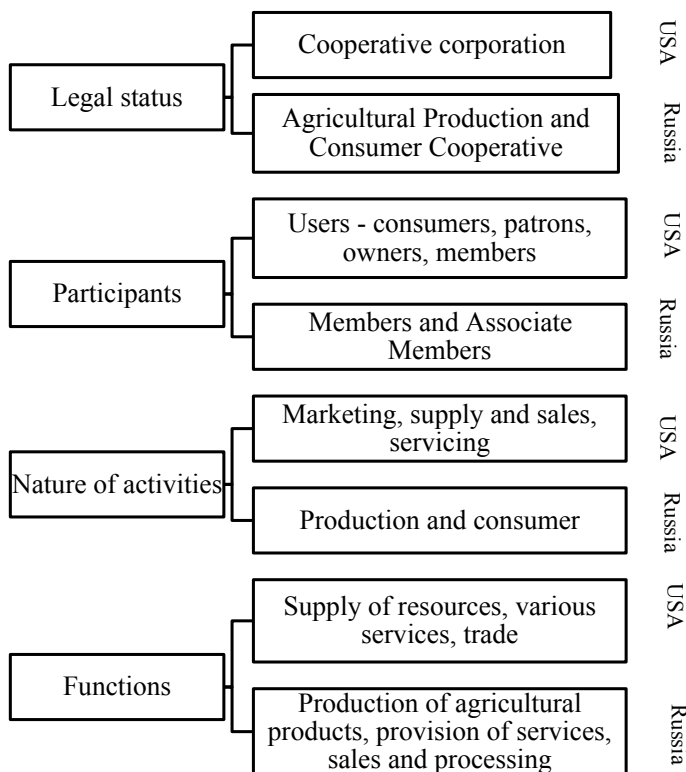 Legal status
Cooperative corporation
USA
Agricultural Production and
Consumer Cooperative
Russia
Participants
Users - consumers, patrons,
owners, members
USA
Members and Associate
Members
Russia
Nature of activities
Marketing, supply and sales,
servicing
USA
Production and consumer
Russia
Functions
Supply of resources, various
services, trade
USA
Production of agricultural
products, provision of services,
sales and processing
Russia